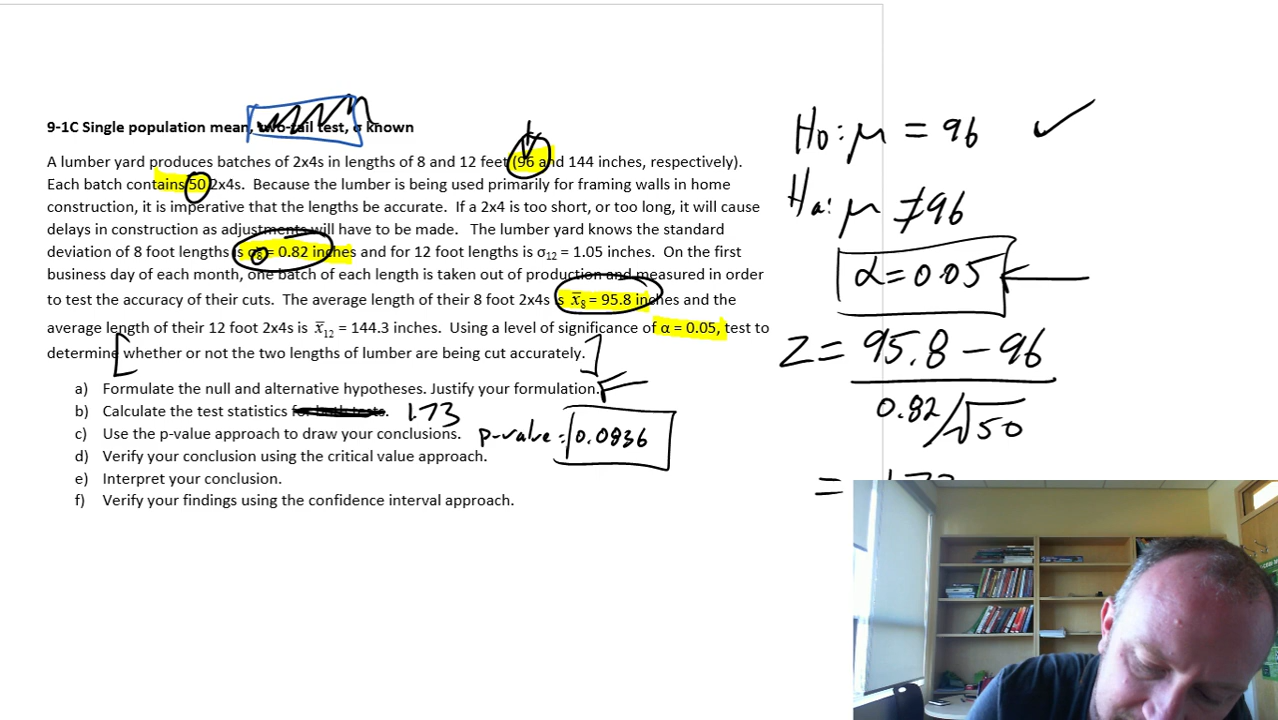 9-1C Single population mean, two-tail test, σ known
A lumber yard produces batches of 2x4s in lengths of 8 and 12 feet (96 and 144 inches, respectively).
Each batch contains 50 2x4s. Because the lumber is being used primarily for framing walls in home
construction, it is imperative that the lengths be accurate. If a 2x4 is too short, or too long, it will cause
delays in construction as adjustments will have to be made. The lumber yard knows the standard
deviation of 8 foot lengths is σ₈ = 0.82 inches and for 12 foot lengths is σ₁₂ = 1.05 inches. On the first
business day of each month, one batch of each length is taken out of production and measured in order
to test the accuracy of their cuts. The average length of their 8 foot 2x4s is x̅₈ = 95.8 inches and the
average length of their 12 foot 2x4s is x̅₁₂ = 144.3 inches. Using a level of significance of α = 0.05, test to
determine [whether or not the two lengths of lumber are being cut accurately.]
a) Formulate the null and alternative hypotheses. Justify your formulation.
b) Calculate the test statistics for both tests. 1.73
c) Use the p-value approach to draw your conclusions. p-value = 0.0836
d) Verify your conclusion using the critical value approach.
e) Interpret your conclusion.
f) Verify your findings using the confidence interval approach.
Ho: μ = 96 ✓
Ha: μ ≠ 96
α = 0.05
Z = 95.8 - 96
0.82/√50
=